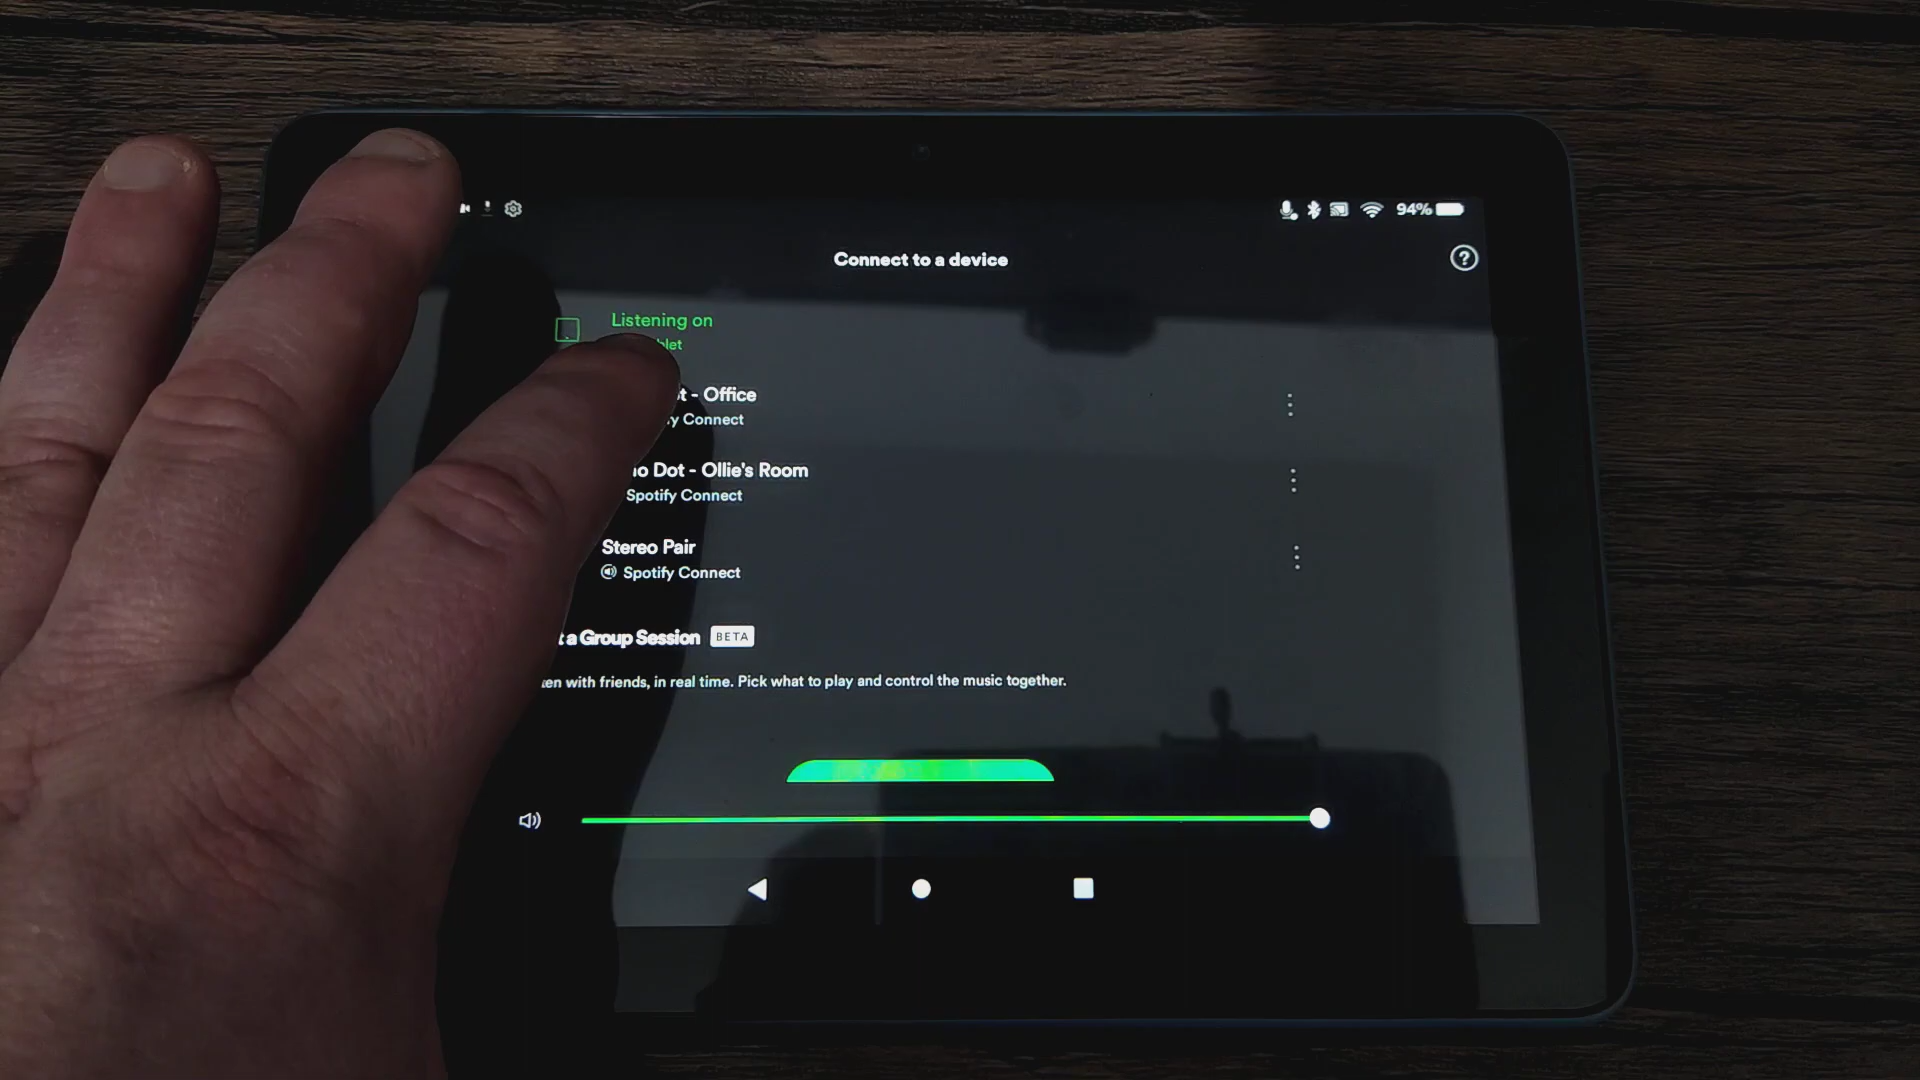 94%
Connect to a device
?
Listening on
Office
Connect
Dot - Ollie's Room
Spotify Connect
Stereo Pair
Spotify Connect
a Group Session BETA
with friends, in real time. Pick what to play and control the music together.